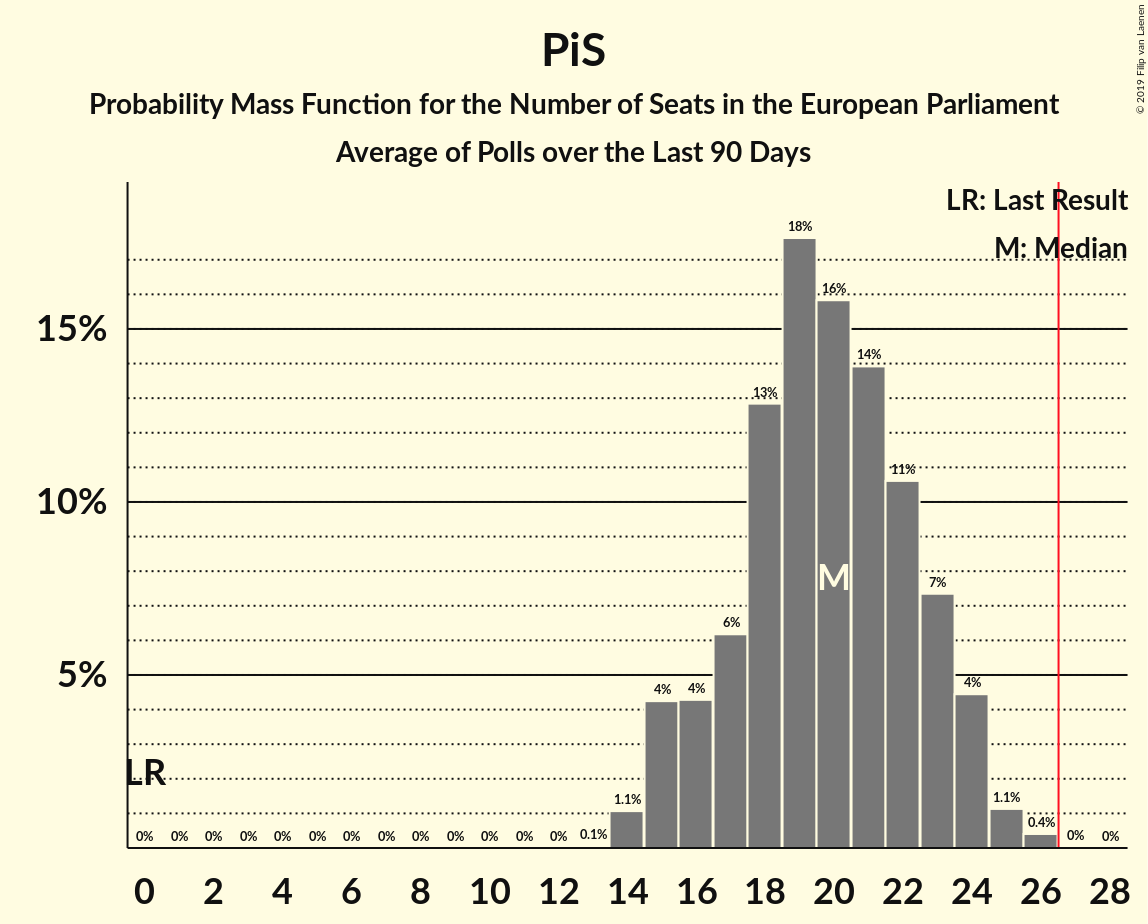 PiS
Probability Mass Function for the Number of Seats in the European Parliament
Average of Polls over the Last 90 Days
© 2019 Filip van Laenen
LR: Last Result
M: Median
18%
16%
15%
14%
13%
11%
10%
M
7%
6%
5%
4%
4%
4%
LR
1.1%
1.1%
0.4%
0% 0% 0% 0% 0% 0% 0% 0% 0% 0% 0% 0% 0% 0.1% 0% 0%
0 2 4 6 8 10 12 14 16 18 20 22 24 26 28